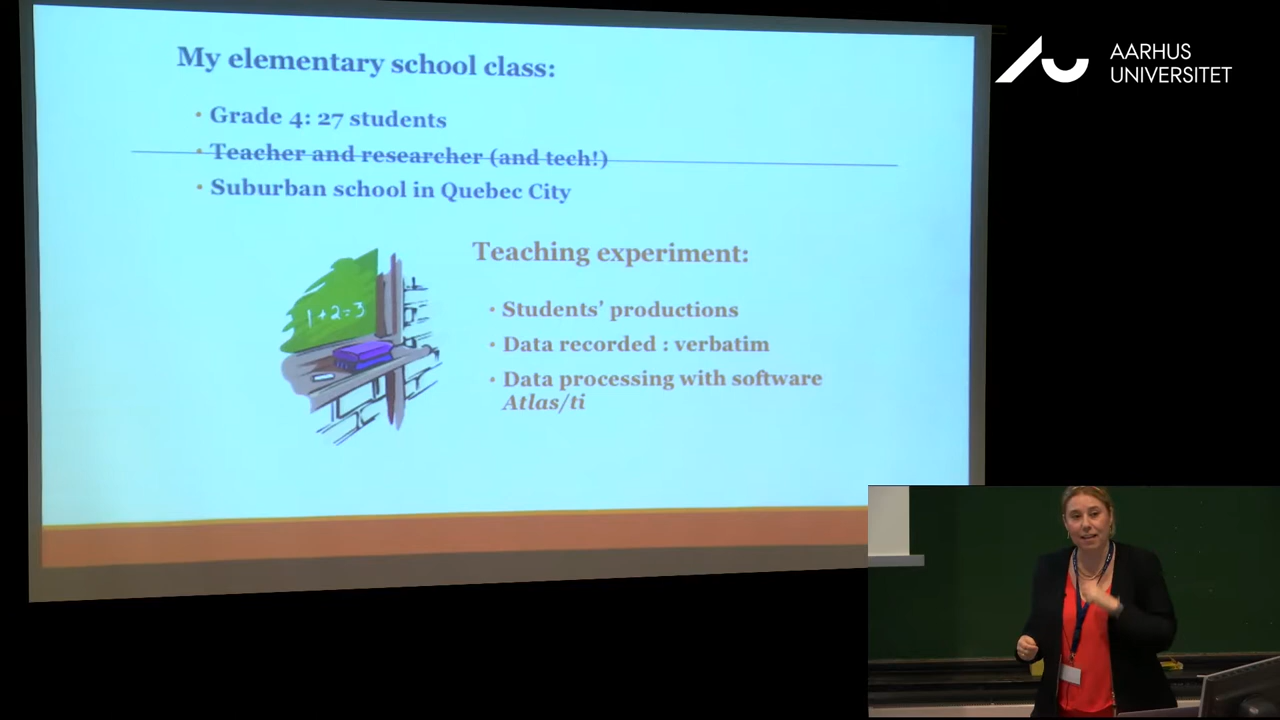 My elementary school class:
• Grade 4: 27 students
• Teacher and researcher (and tech!)
• Suburban school in Quebec City
1+2=3
Teaching experiment:
• Students' productions
• Data recorded : verbatim
• Data processing with software
Atlas/ti
AARHUS
UNIVERSITET